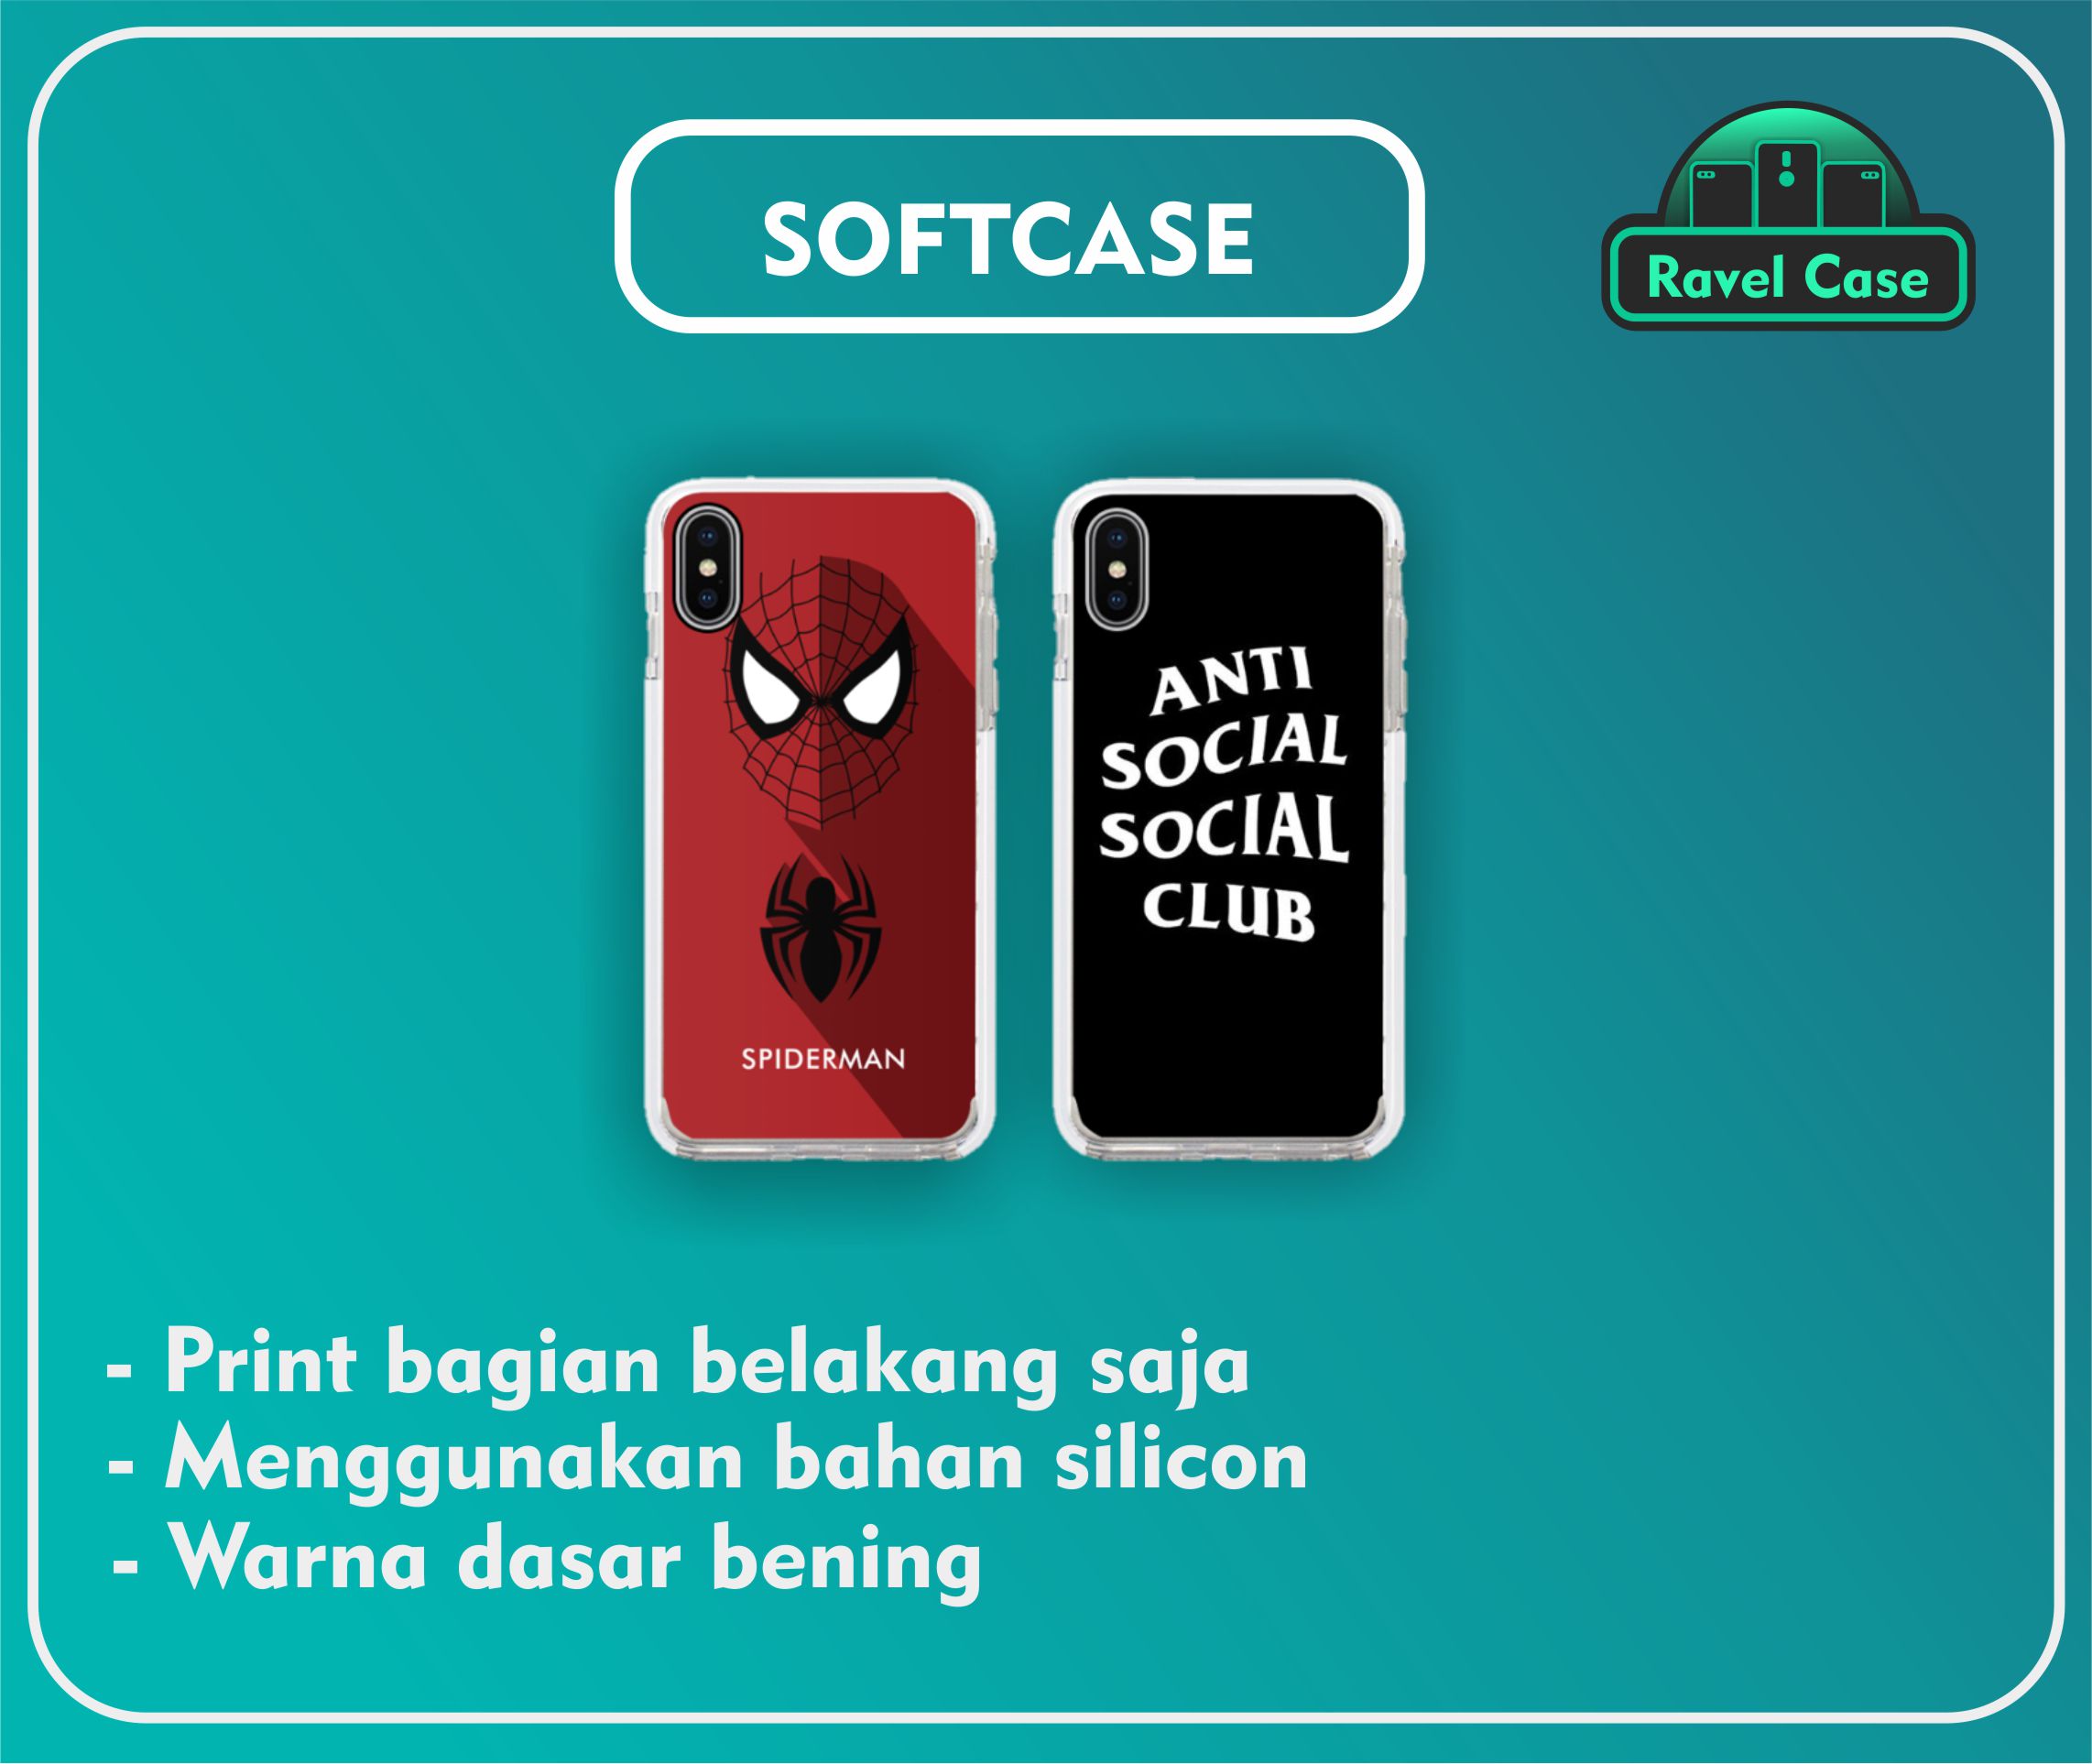 SOFTCASE
Ravel Case
SPIDERMAN
ANTI
SOCIAL
SOCIAL
CLUB
- Print bagian belakang saja
- Menggunakan bahan silicon
- Warna dasar bening